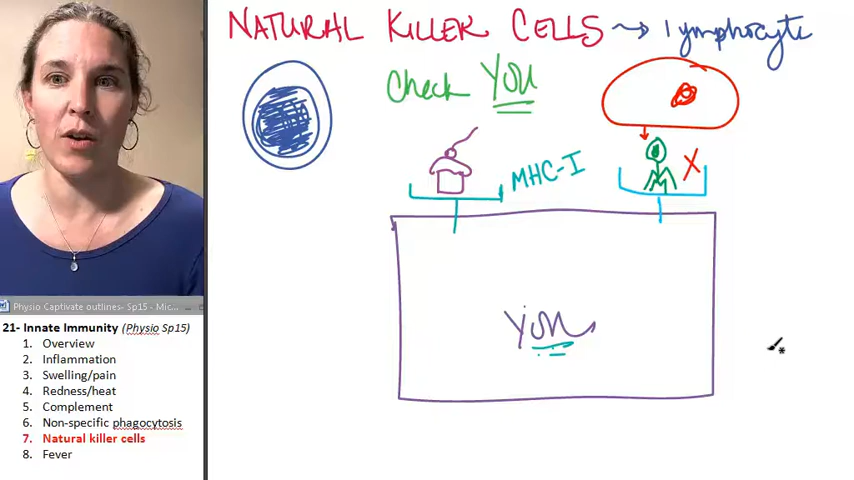 NATURAL KILLER CELLS → lymphocyte
Check YOU
MHC-I
X
you
Physio Captivate outlines- Sp15 - Mic...
21- Innate Immunity (Physio Sp15)
1. Overview
2. Inflammation
3. Swelling/pain
4. Redness/heat
5. Complement
6. Non-specific phagocytosis
7. Natural killer cells
8. Fever